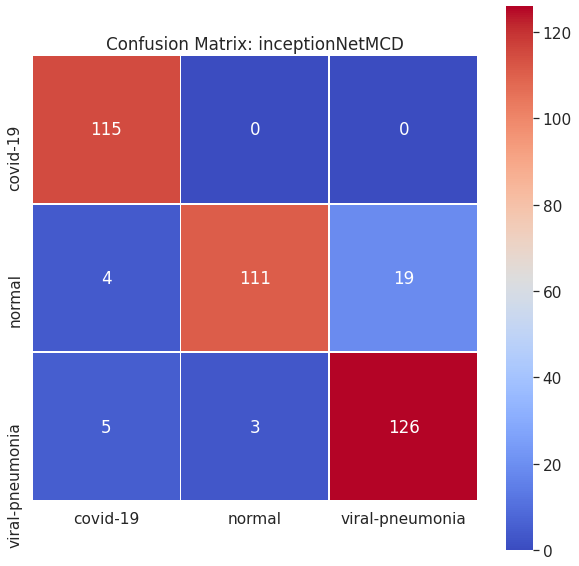 Confusion Matrix: inceptionNetMCD
covid-19
115 0 0
normal
4 111 19
viral-pneumonia
5 3 126
covid-19 normal viral-pneumonia
120
100
80
60
40
20
0